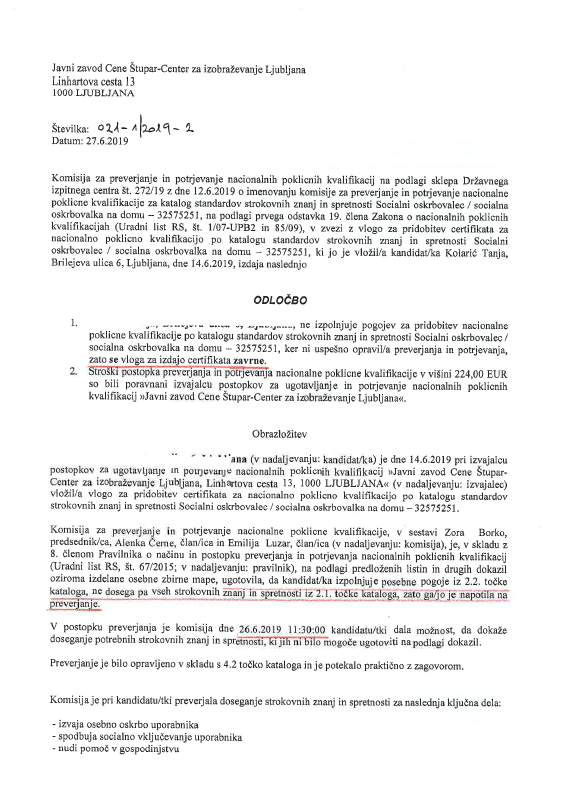 Javni zavod Cene Štupar-Center za izobraževanje Ljubljana
Linhartova cesta 13
1000 LJUBLJANA
Številka: 021-1/2019-2
Datum: 27.6.2019
Komisija za preverjanje in potrjevanje nacionalnih poklicnih kvalifikacij na podlagi sklepa Državnega
izpitnega centra št. 272/19 z dne 12.6.2019 o imenovanju komisije za preverjanje in potrjevanje nacionalne
poklicne kvalifikacije za katalog standardov strokovnih znanj in spretnosti Socialni oskrbovalec / socialna
oskrbovalka na domu – 32575251, na podlagi prvega odstavka 19. člena Zakona o nacionalnih poklicnih
kvalifikacijah (Uradni list RS, št. 1/07-UPB2 in 85/09), v zvezi z vlogo za pridobitev certifikata za
nacionalno poklicno kvalifikacijo po katalogu standardov strokovnih znanj in spretnosti Socialni
oskrbovalec / socialna oskrbovalka na domu – 32575251, ki jo je vložil/a kandidat/ka Kolarić Tanja,
Brilejeva ulica 6, Ljubljana, dne 14.6.2019, izdaja naslednjo
ODLOČBO
1. Brilejeva ulica 6, Ljubljana, ne izpolnjuje pogojev za pridobitev nacionalne
poklicne kvalifikacije po katalogu standardov strokovnih znanj in spretnosti Socialni oskrbovalec /
socialna oskrbovalka na domu – 32575251, ker ni uspešno opravil/a preverjanja in potrjevanja,
zato se vloga za izdajo certifikata zavrne.
2. Stroški postopka preverjanja in potrjevanja nacionalne poklicne kvalifikacije v višini 224,00 EUR
so bili poravnani izvajalcu postopkov za ugotavljanje in potrjevanje nacionalnih poklicnih
kvalifikacij »Javni zavod Cene Štupar-Center za izobraževanje Ljubljana«.
Obrazložitev
(v nadaljevanju: kandidat/ka) je dne 14.6.2019 pri izvajalcu
postopkov za ugotavljanje in potrjevanje nacionalnih poklicnih kvalifikacij »Javni zavod Cene Štupar-
Center za izobraževanje Ljubljana, Linhartova cesta 13, 1000 LJUBLJANA« (v nadaljevanju: izvajalec)
vložil/a vlogo za pridobitev certifikata za nacionalno poklicno kvalifikacijo po katalogu standardov
strokovnih znanj in spretnosti Socialni oskrbovalec / socialna oskrbovalka na domu – 32575251.
Komisija za preverjanje in potrjevanje nacionalne poklicne kvalifikacije, v sestavi Zora Borko,
predsednik/ca, Alenka Černe, član/ica in Emilija Luzar, član/ica (v nadaljevanju: komisija), je, v skladu z
8. členom Pravilnika o načinu in postopku preverjanja in potrjevanja nacionalnih poklicnih kvalifikacij
(Uradni list RS, št. 67/2015; v nadaljevanju: pravilnik), na podlagi predloženih listin in drugih dokazil
oziroma izdelane osebne zbirne mape, ugotovila, da kandidat/ka izpolnjuje posebne pogoje iz 2.2. točke
kataloga, ne dosega pa vseh strokovnih znanj in spretnosti iz 2.1. točke kataloga, zato ga/jo je napotila na
preverjanje.
V postopku preverjanja je komisija dne 26.6.2019 11:30:00 kandidatu/tki dala možnost, da dokaže
doseganje potrebnih strokovnih znanj in spretnosti, ki jih ni bilo mogoče ugotoviti na podlagi dokazil.
Preverjanje je bilo opravljeno v skladu s 4.2 točko kataloga in je potekalo praktično z zagovorom.
Komisija je pri kandidatu/tki preverjala doseganje strokovnih znanj in spretnosti za naslednja ključna dela:
- izvaja osebno oskrbo uporabnika
- spodbuja socialno vključevanje uporabnika
- nudi pomoč v gospodinjstvu